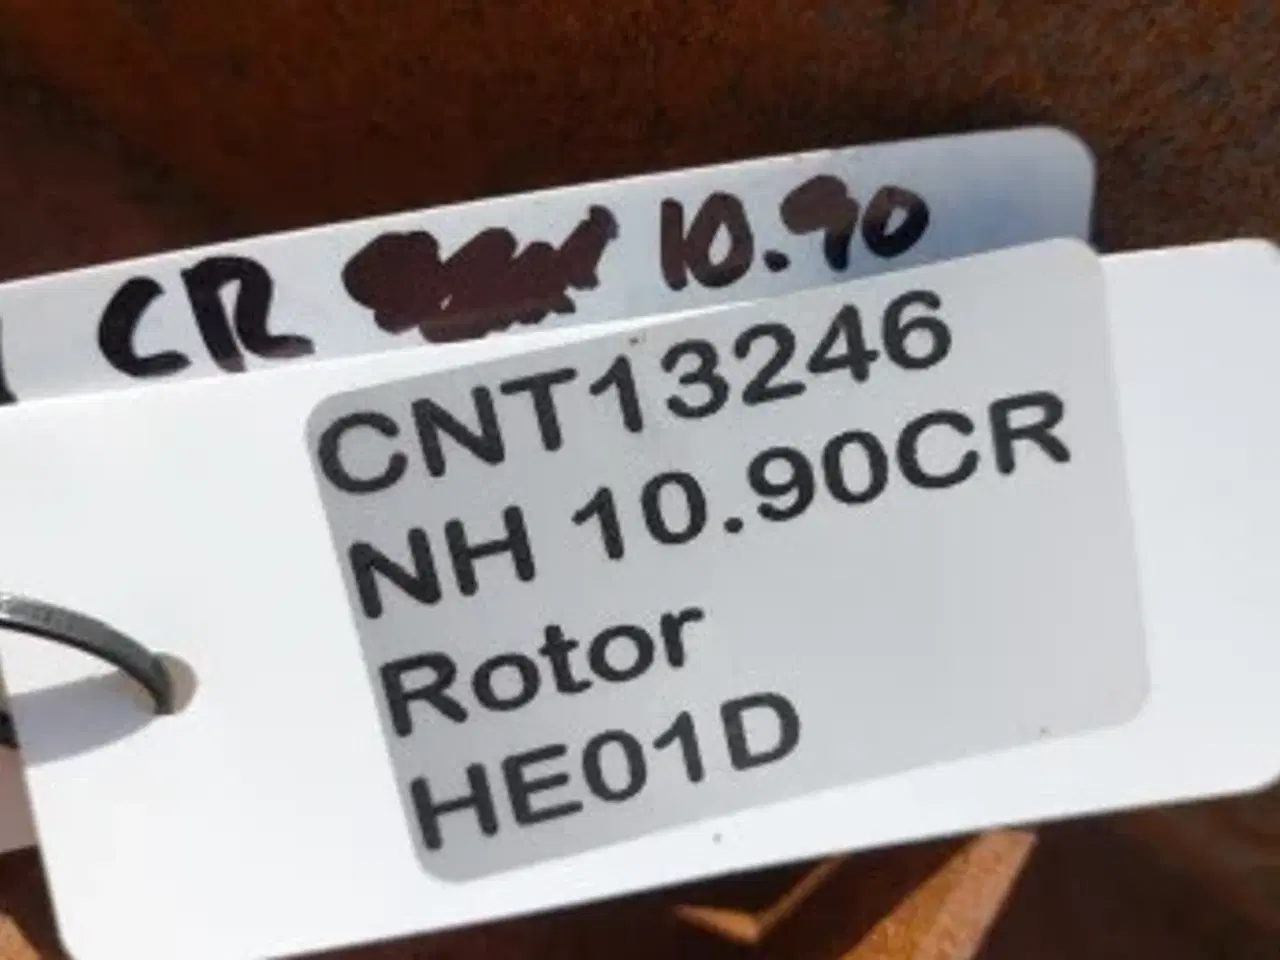 CR 10.90
CNT13246
NH 10.90CR
Rotor
HE01D